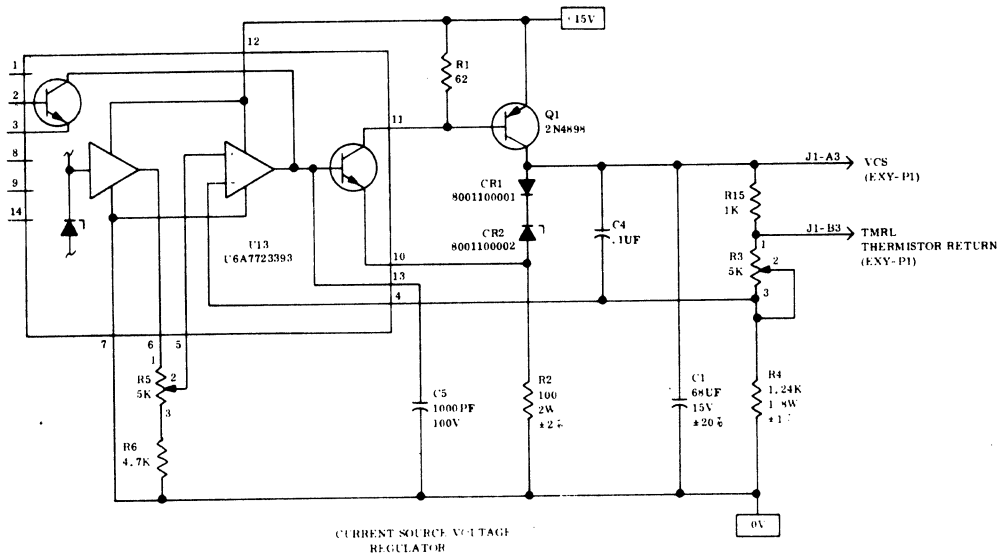 +15V
12
1
2
3
8
9
14
R1
62
11
Q1
2N4898
J1-A3
VCS
(EXY-P1)
CR1
8001100001
R15
1K
C4
.1UF
J1-B3
TMRL
THERMISTOR RETURN
(EXY-P1)
CR2
8001100002
1
R3
5K
2
3
U13
U6A7723393
10
13
4
7
6
5
1
R5
5K
2
3
R6
4.7K
C5
1000PF
100V
R2
100
2W
C1
68UF
15V
±20%
R4
1.24K
0V
CURRENT SOURCE VOLTAGE
REGULATOR